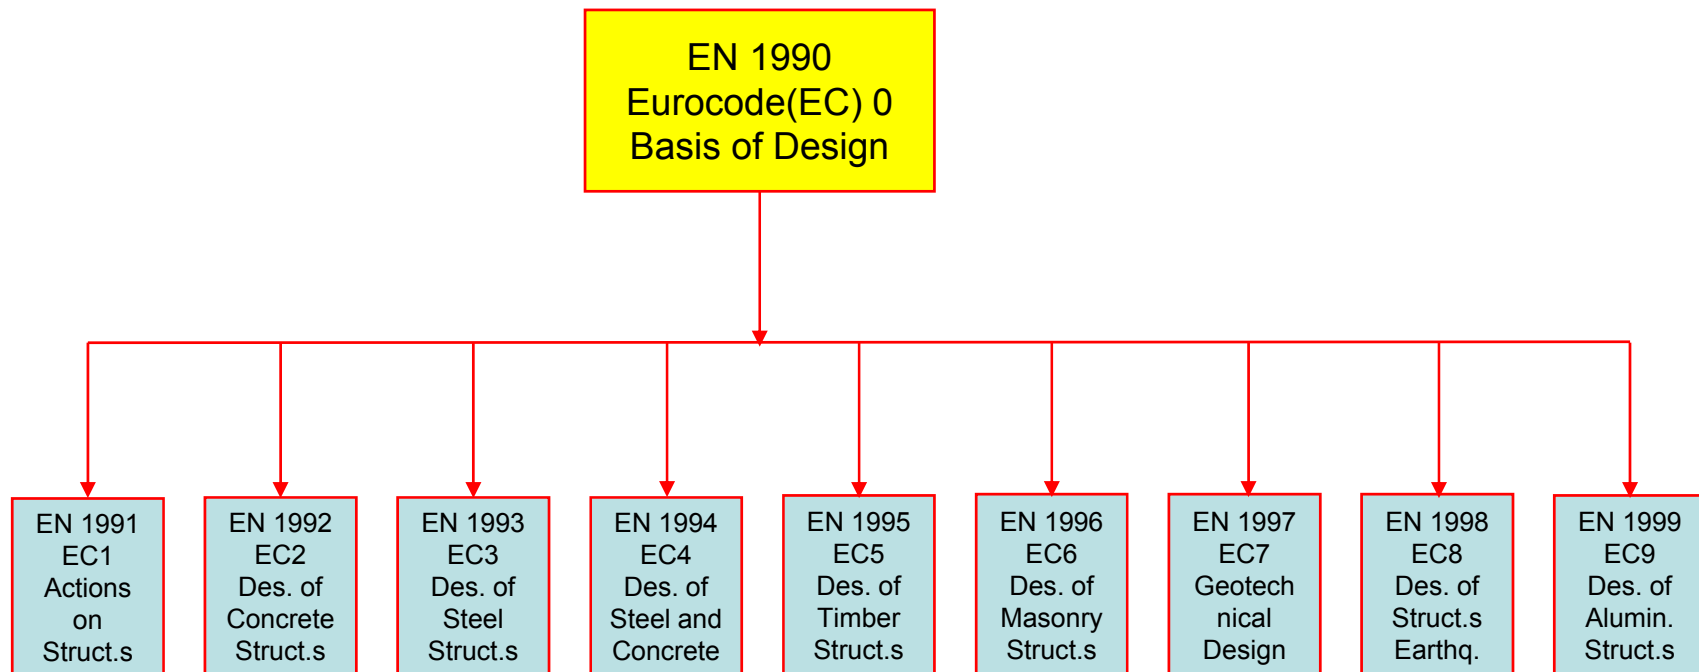 EN 1990
Eurocode(EC) 0
Basis of Design
EN 1991
EC1
Actions
on
Struct.s
EN 1992
EC2
Des. of
Concrete
Struct.s
EN 1993
EC3
Des. of
Steel
Struct.s
EN 1994
EC4
Des. of
Steel and
Concrete
EN 1995
EC5
Des. of
Timber
Struct.s
EN 1996
EC6
Des. of
Masonry
Struct.s
EN 1997
EC7
Geotech
nical
Design
EN 1998
EC8
Des. of
Struct.s
Earthq.
EN 1999
EC9
Des. of
Alumin.
Struct.s